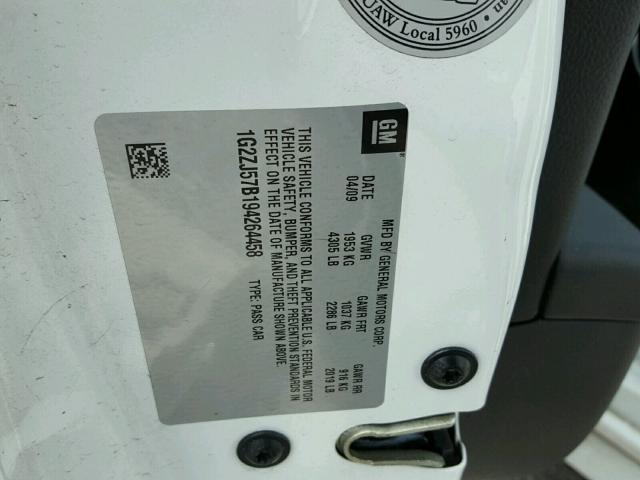 UAW Local 5960 •
GM
MFD BY GENERAL MOTORS CORP.
DATE GVWR GAWR FRT GAWR RR
04/09 1953 KG 1037 KG 916 KG
4305 LB 2286 LB 2019 LB
THIS VEHICLE CONFORMS TO ALL APPLICABLE U.S. FEDERAL MOTOR
VEHICLE SAFETY, BUMPER, AND THEFT PREVENTION STANDARDS IN
EFFECT ON THE DATE OF MANUFACTURE SHOWN ABOVE.
1G2ZJ57B194264458 TYPE: PASS CAR